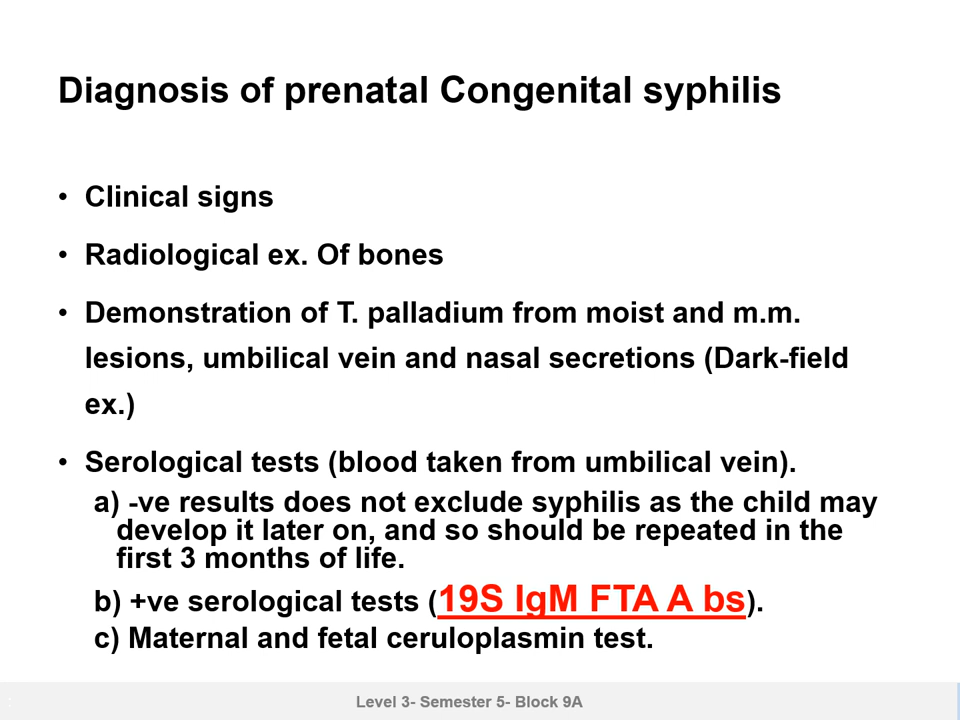 Diagnosis of prenatal Congenital syphilis
• Clinical signs
• Radiological ex. Of bones
• Demonstration of T. palladium from moist and m.m.
lesions, umbilical vein and nasal secretions (Dark-field
ex.)
• Serological tests (blood taken from umbilical vein).
a) -ve results does not exclude syphilis as the child may
develop it later on, and so should be repeated in the
first 3 months of life.
b) +ve serological tests (19S IgM FTA A bs).
c) Maternal and fetal ceruloplasmin test.
Level 3- Semester 5- Block 9A